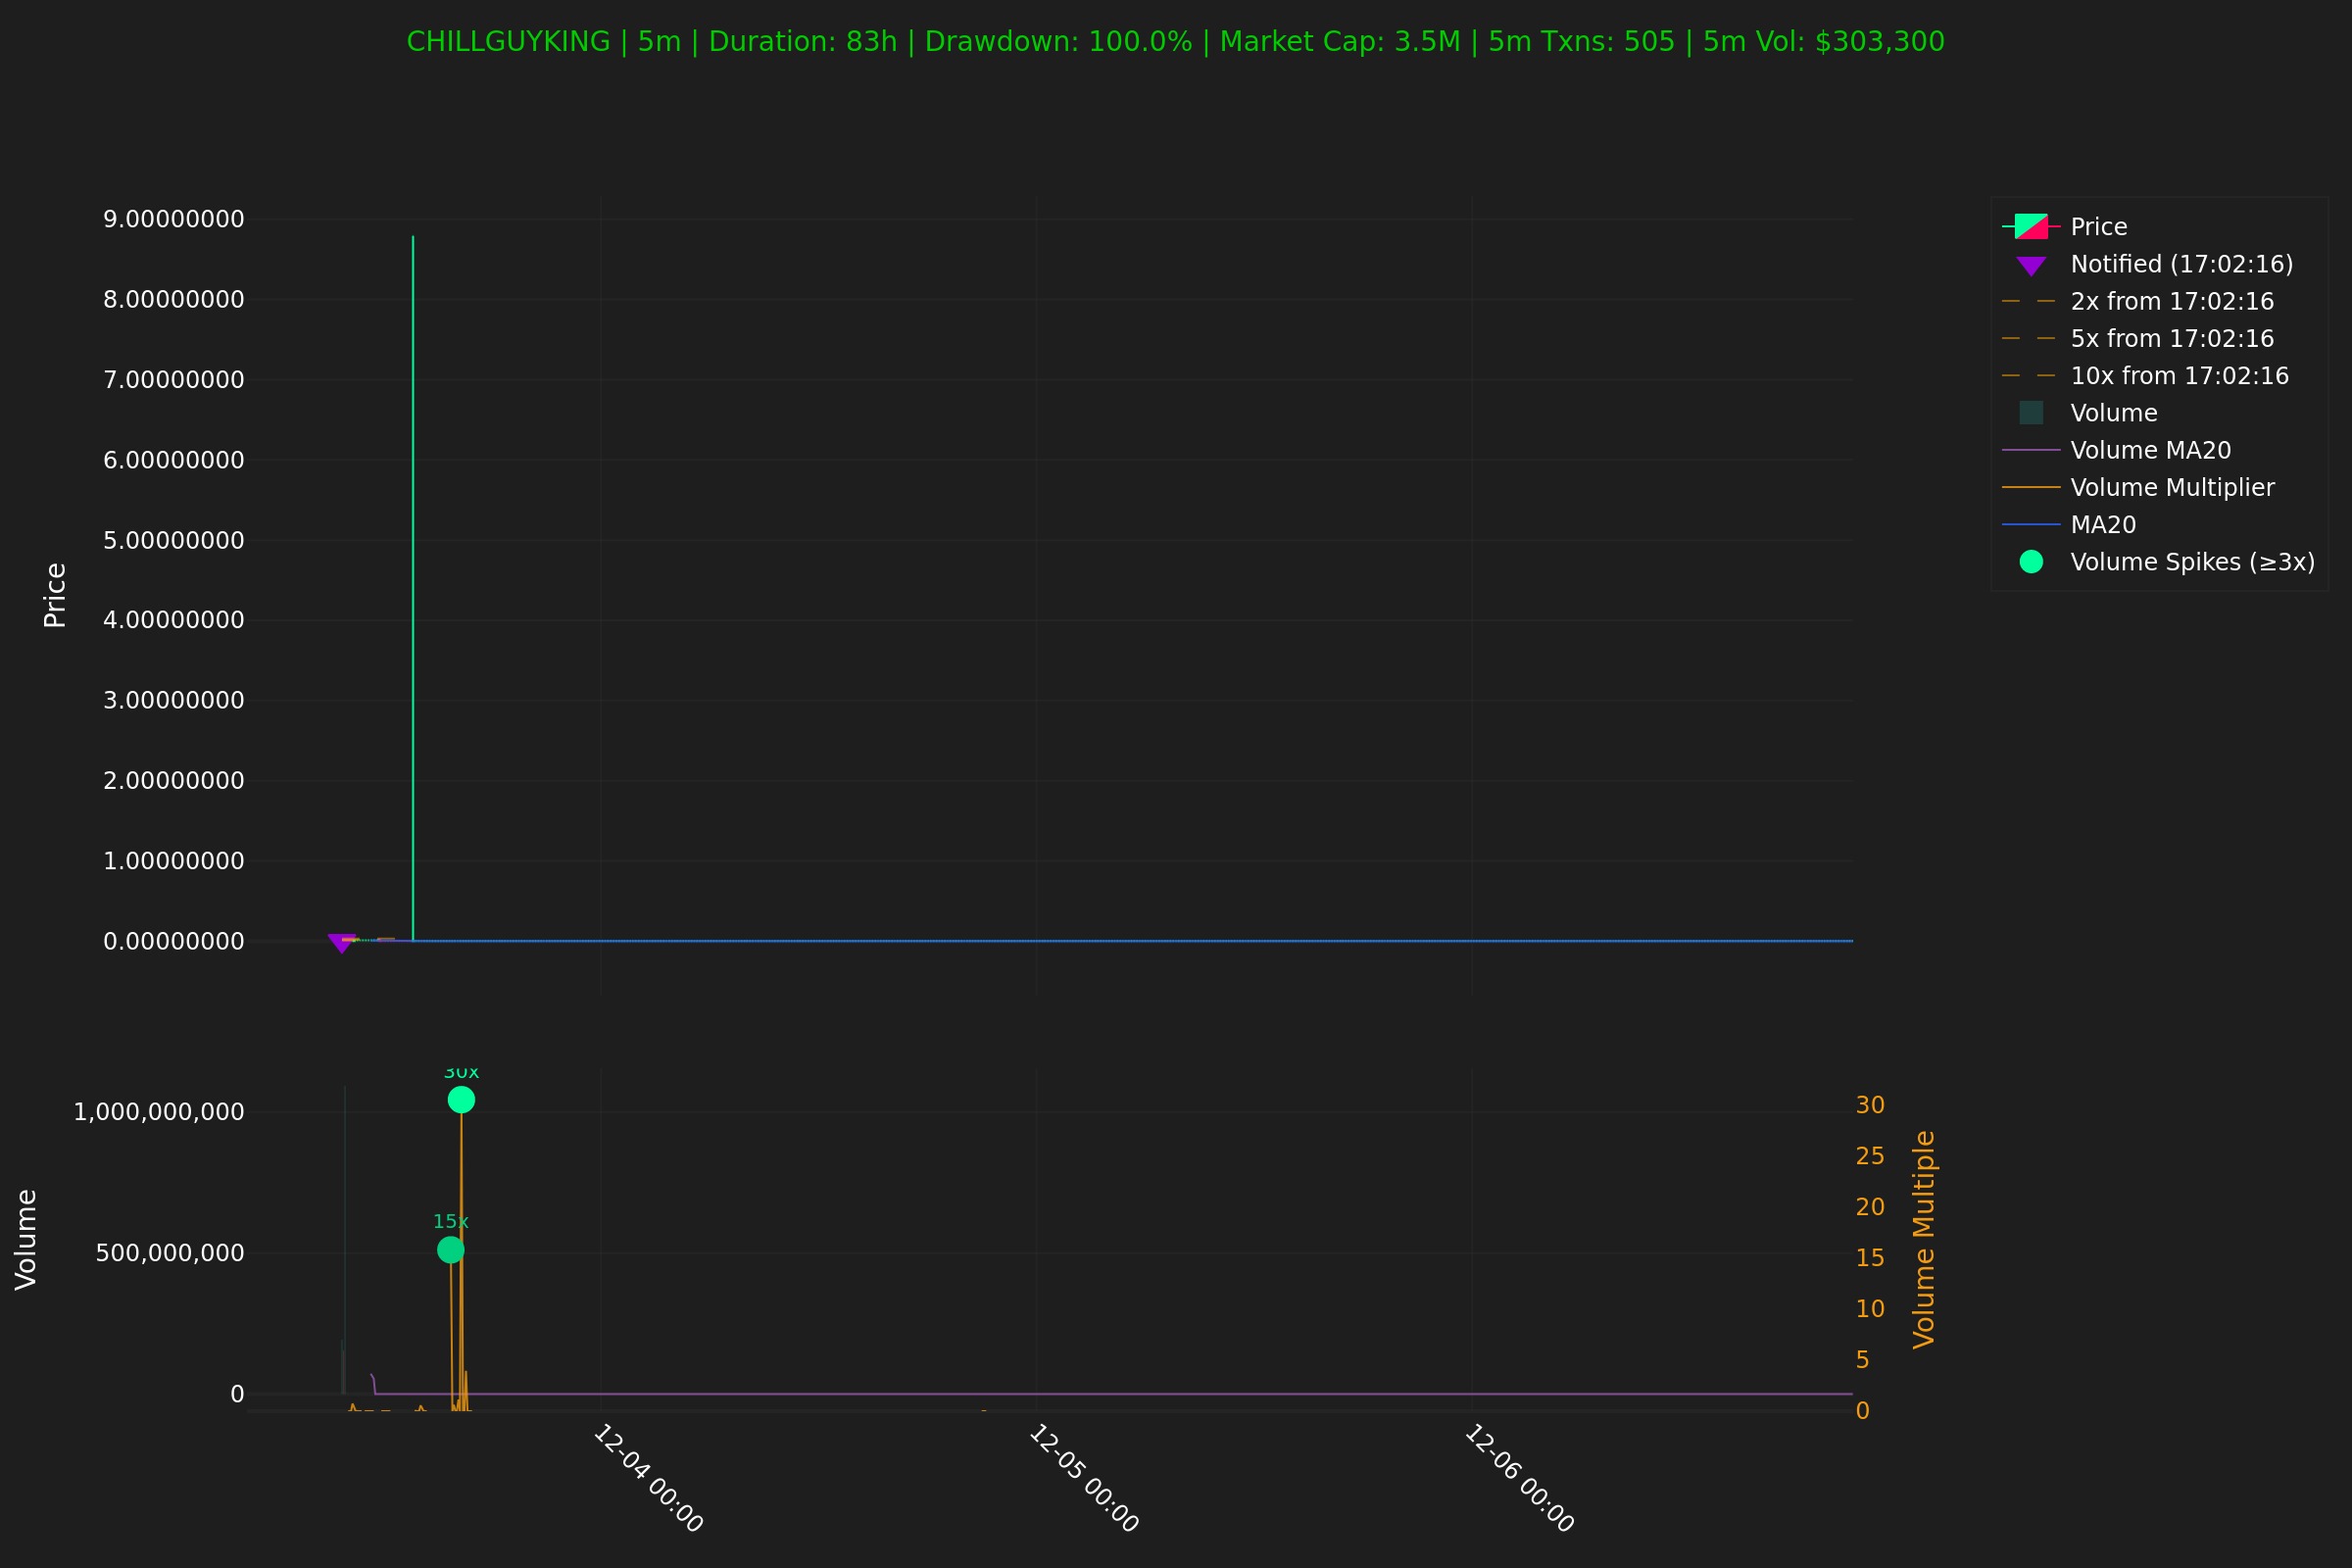 CHILLGUYKING | 5m | Duration: 83h | Drawdown: 100.0% | Market Cap: 3.5M | 5m Txns: 505 | 5m Vol: $303,300
9.00000000
8.00000000
7.00000000
6.00000000
5.00000000
4.00000000
3.00000000
2.00000000
1.00000000
0.00000000
Price
Price
Notified (17:02:16)
2x from 17:02:16
5x from 17:02:16
10x from 17:02:16
Volume
Volume MA20
Volume Multiplier
MA20
Volume Spikes (≥3x)
30x
15x
1,000,000,000
500,000,000
0
Volume
30
25
20
15
10
5
0
Volume Multiple
12-04 00:00
12-05 00:00
12-06 00:00